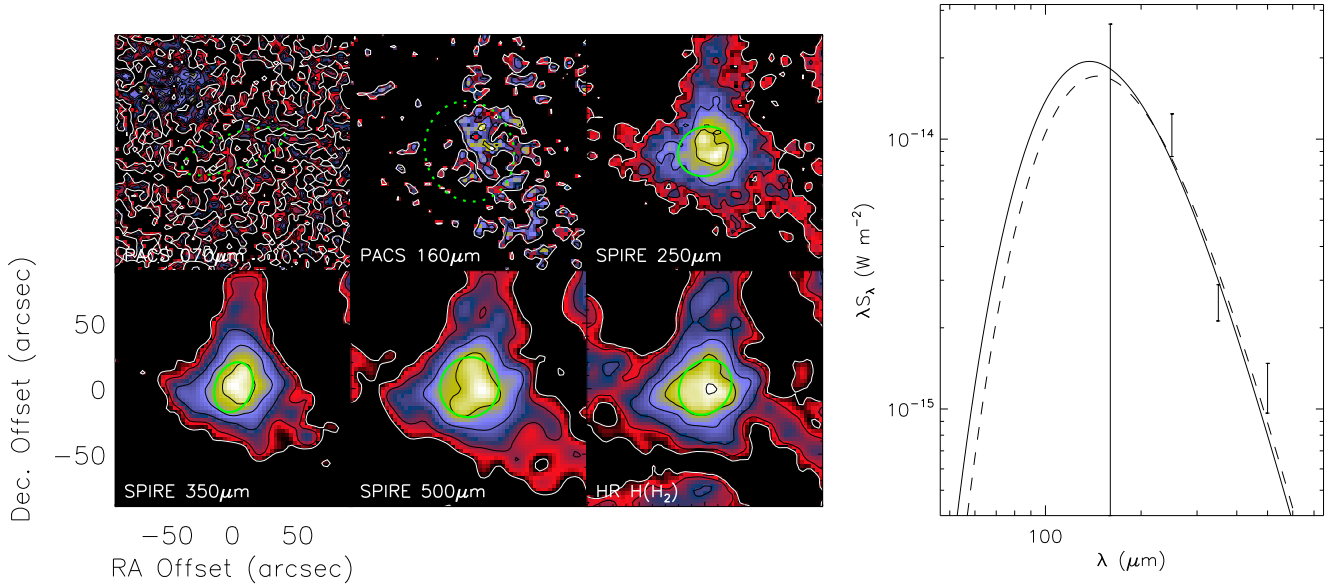 PACS 070μm
PACS 160μm
SPIRE 250μm
SPIRE 350μm
SPIRE 500μm
HR H(H₂)
Dec. Offset (arcsec)
50
0
−50
−50 0 50
RA Offset (arcsec)
λS_λ (W m⁻²)
10⁻¹⁴
10⁻¹⁵
100
λ (μm)